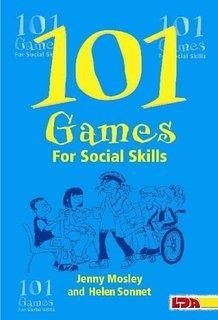 101
Games
For Social Skills
101
Games
For Social Skills
101
Games
For Social Skills
Jenny Mosley
and Helen Sonnet
101
Games
For Social Skills
LDA